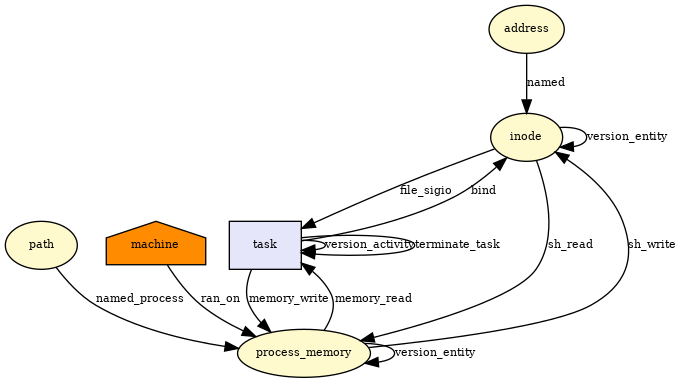 address
named
inode
version_entity
file_sigio
bind
path
machine
task
version_activity
terminate_task
sh_read
sh_write
named_process
ran_on
memory_write
memory_read
process_memory
version_entity